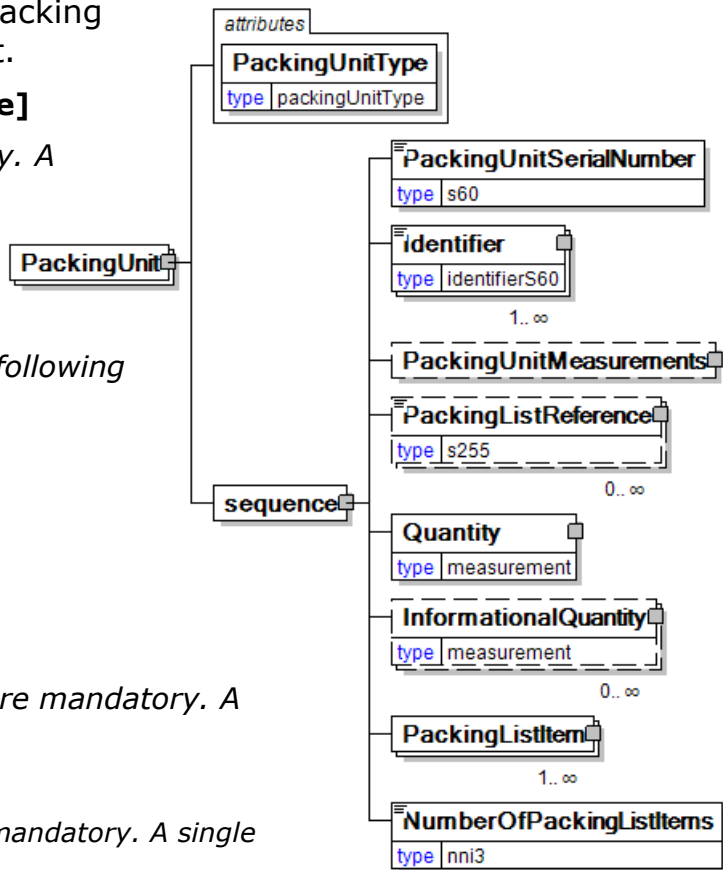 acking
t.
e]
y. A
following
re mandatory. A
mandatory. A single
attributes
PackingUnitType
type packingUnitType
PackingUnit
sequence
PackingUnitSerialNumber
type s60
Identifier
type identifierS60
1.. ∞
PackingUnitMeasurements
PackingListReference
type s255
0.. ∞
Quantity
type measurement
InformationalQuantity
type measurement
0.. ∞
PackingListItem
1.. ∞
NumberOfPackingListItems
type nni3